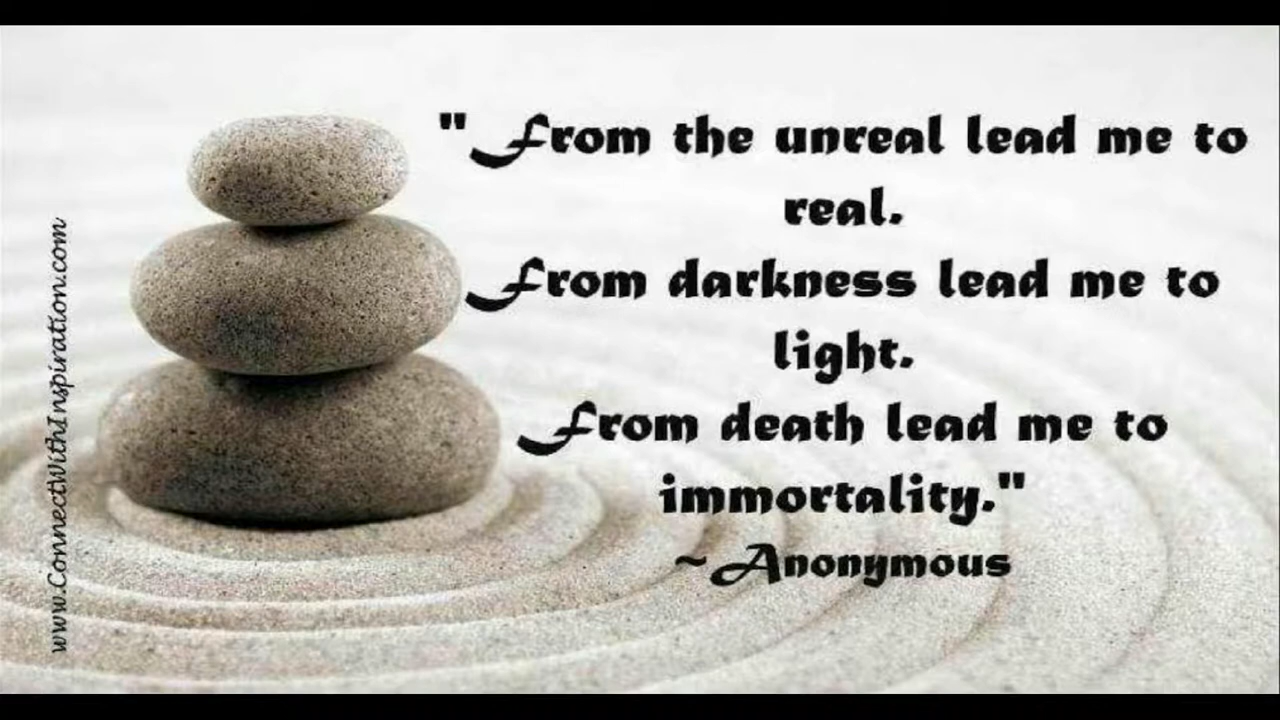 " From the unreal lead me to
real.
From darkness lead me to
light.
From death lead me to
immortality."
~Anonymous
www.ConnectWithInspiration.com